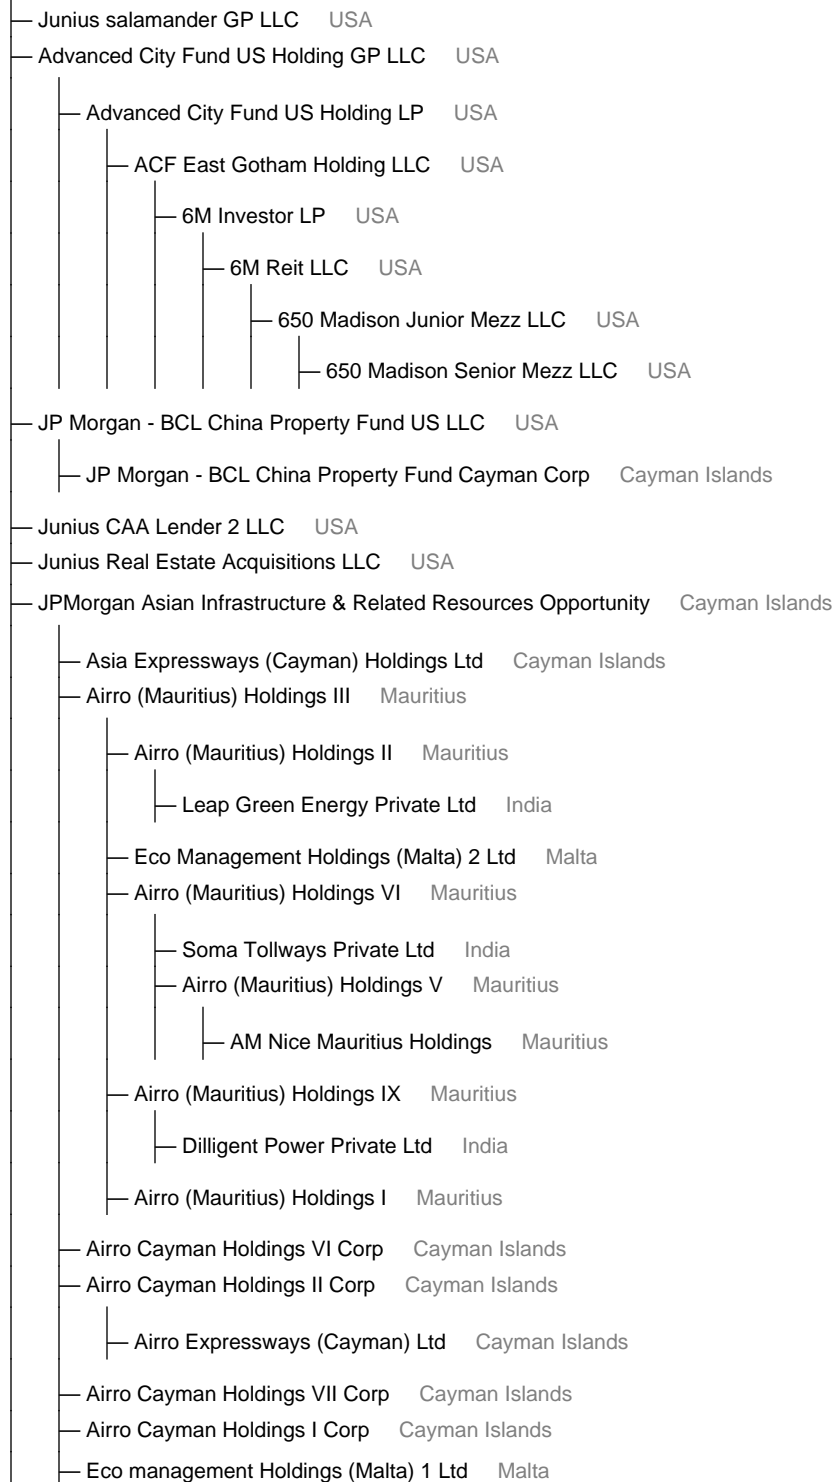 Junius salamander GP LLC USA
Advanced City Fund US Holding GP LLC USA
Advanced City Fund US Holding LP USA
ACF East Gotham Holding LLC USA
6M Investor LP USA
6M Reit LLC USA
650 Madison Junior Mezz LLC USA
650 Madison Senior Mezz LLC USA
JP Morgan - BCL China Property Fund US LLC USA
JP Morgan - BCL China Property Fund Cayman Corp Cayman Islands
Junius CAA Lender 2 LLC USA
Junius Real Estate Acquisitions LLC USA
JPMorgan Asian Infrastructure & Related Resources Opportunity Cayman Islands
Asia Expressways (Cayman) Holdings Ltd Cayman Islands
Airro (Mauritius) Holdings III Mauritius
Airro (Mauritius) Holdings II Mauritius
Leap Green Energy Private Ltd India
Eco Management Holdings (Malta) 2 Ltd Malta
Airro (Mauritius) Holdings VI Mauritius
Soma Tollways Private Ltd India
Airro (Mauritius) Holdings V Mauritius
AM Nice Mauritius Holdings Mauritius
Airro (Mauritius) Holdings IX Mauritius
Dilligent Power Private Ltd India
Airro (Mauritius) Holdings I Mauritius
Airro Cayman Holdings VI Corp Cayman Islands
Airro Cayman Holdings II Corp Cayman Islands
Airro Expressways (Cayman) Ltd Cayman Islands
Airro Cayman Holdings VII Corp Cayman Islands
Airro Cayman Holdings I Corp Cayman Islands
Eco management Holdings (Malta) 1 Ltd Malta